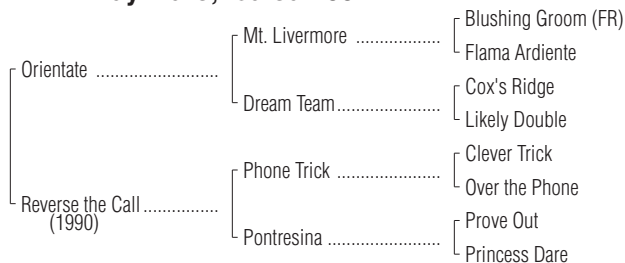 Blushing Groom (FR)
Mt. Livermore ...................
Flama Ardiente
Orientate ...........................
Cox's Ridge
Dream Team.......................
Likely Double
Clever Trick
Phone Trick .......................
Over the Phone
Reverse the Call ................
(1990)
Prove Out
Pontresina .........................
Princess Dare